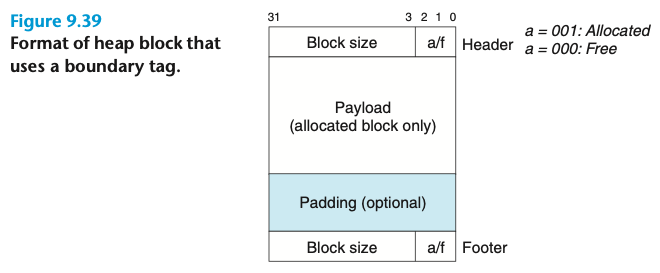 Figure 9.39
Format of heap block that
uses a boundary tag.
31 3 2 1 0
Block size a/f Header a = 001: Allocated
a = 000: Free
Payload
(allocated block only)
Padding (optional)
Block size a/f Footer